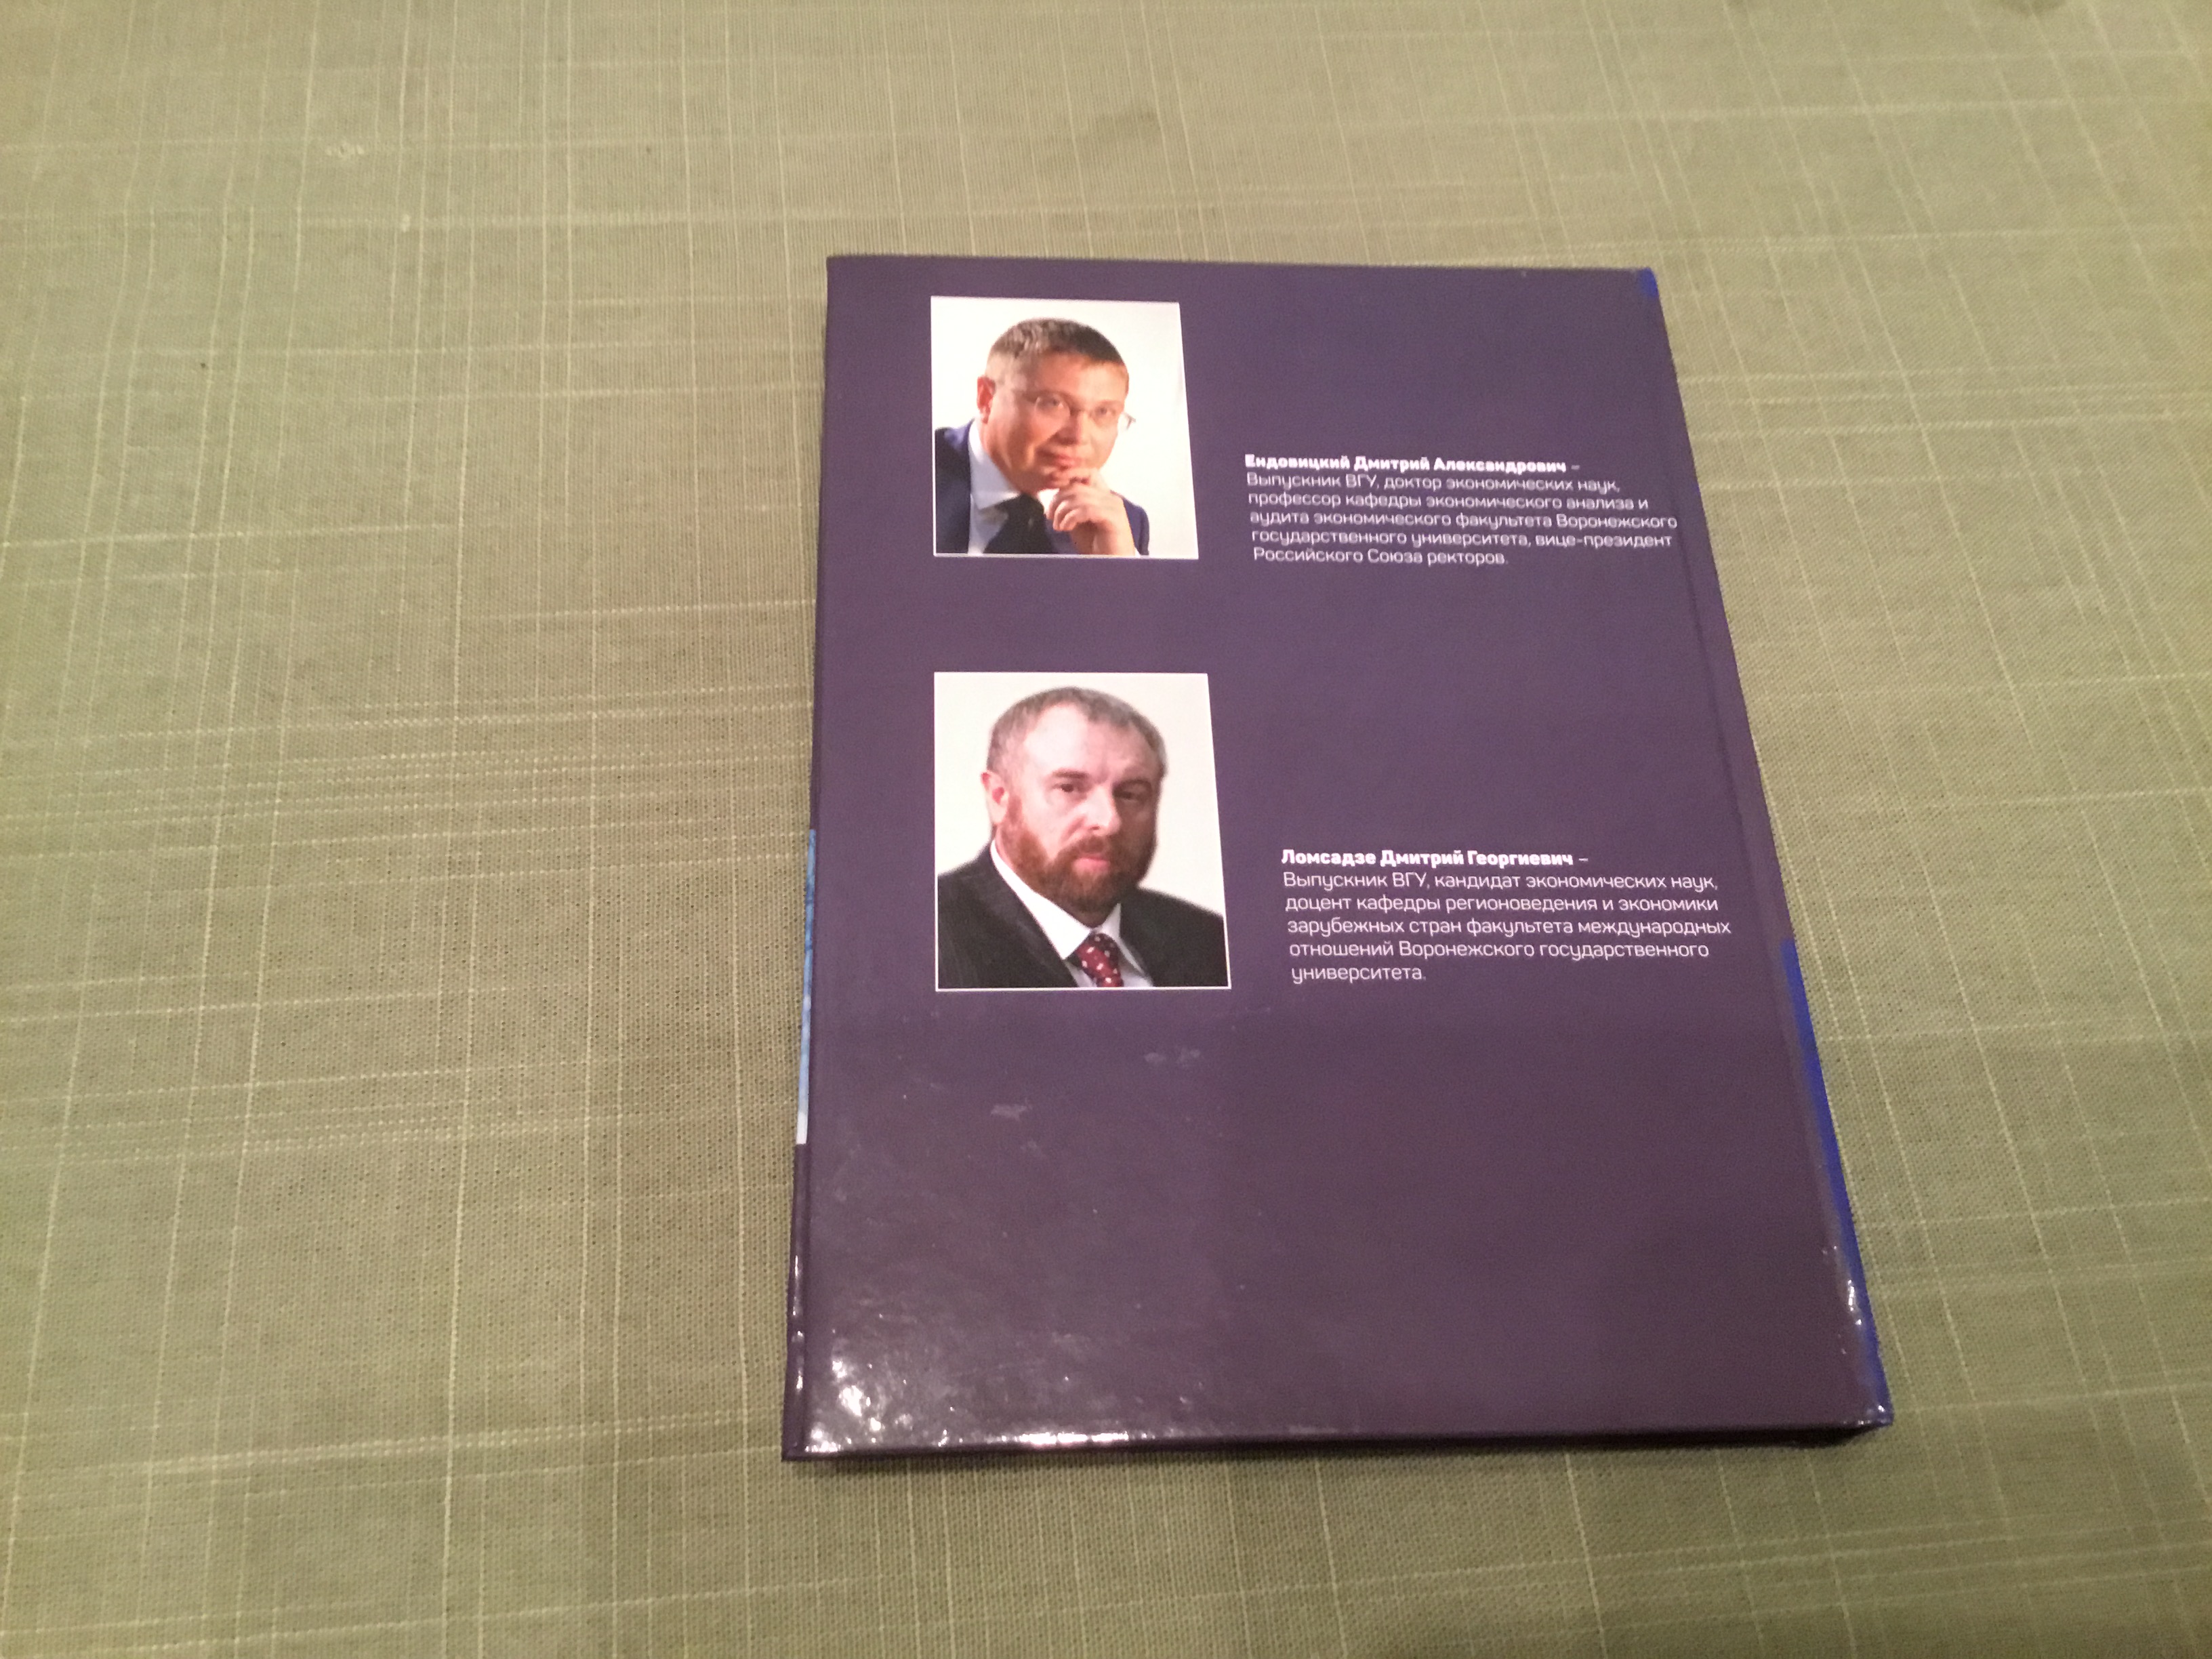 Ендовицкий Дмитрий Александрович –
Выпускник ВГУ, доктор экономических наук,
профессор кафедры экономического анализа и
аудита экономического факультета Воронежского
государственного университета, вице-президент
Российского Союза ректоров.
Ломсадзе Дмитрий Георгиевич –
Выпускник ВГУ, кандидат экономических наук,
доцент кафедры регионоведения и экономики
зарубежных стран факультета международных
отношений Воронежского государственного
университета.